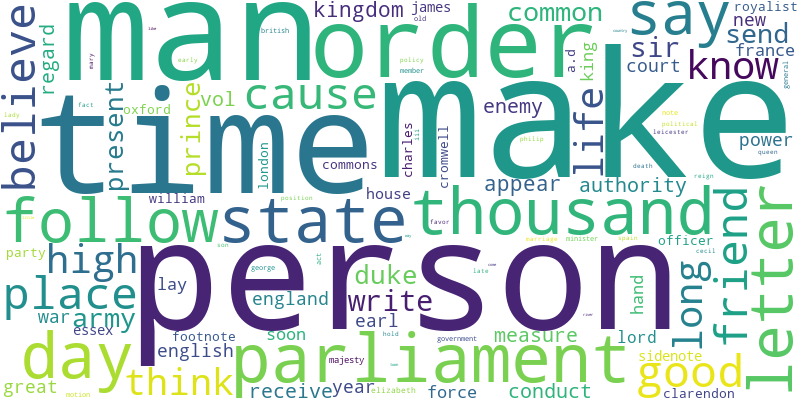 man
order
say
kingdom
james
old
common
send
royalist
new
france
sir
know
court
king
a.d
believe
regard
mary
like
british
early
policy
member
country
general
time
make
cause
present
oxford
vol
prince
london
charles
iii
cromwell
enemy
life
power
queen
note
political
leicester
philip
death
reign
fact
lady
commons
appear
authority
william
house
follow
state
thousand
friend
letter
position
favor
party
son
high
person
marriage
minister
spain
officer
cecil
long
hand
george
act
lay
duke
late
place
war
army
england
write
earl
essex
footnote
english
soon
measure
lord
government
majesty
hold
day
parliament
sidenote
good
great
motion
think
receive
year
elizabeth
force
conduct
clarendon